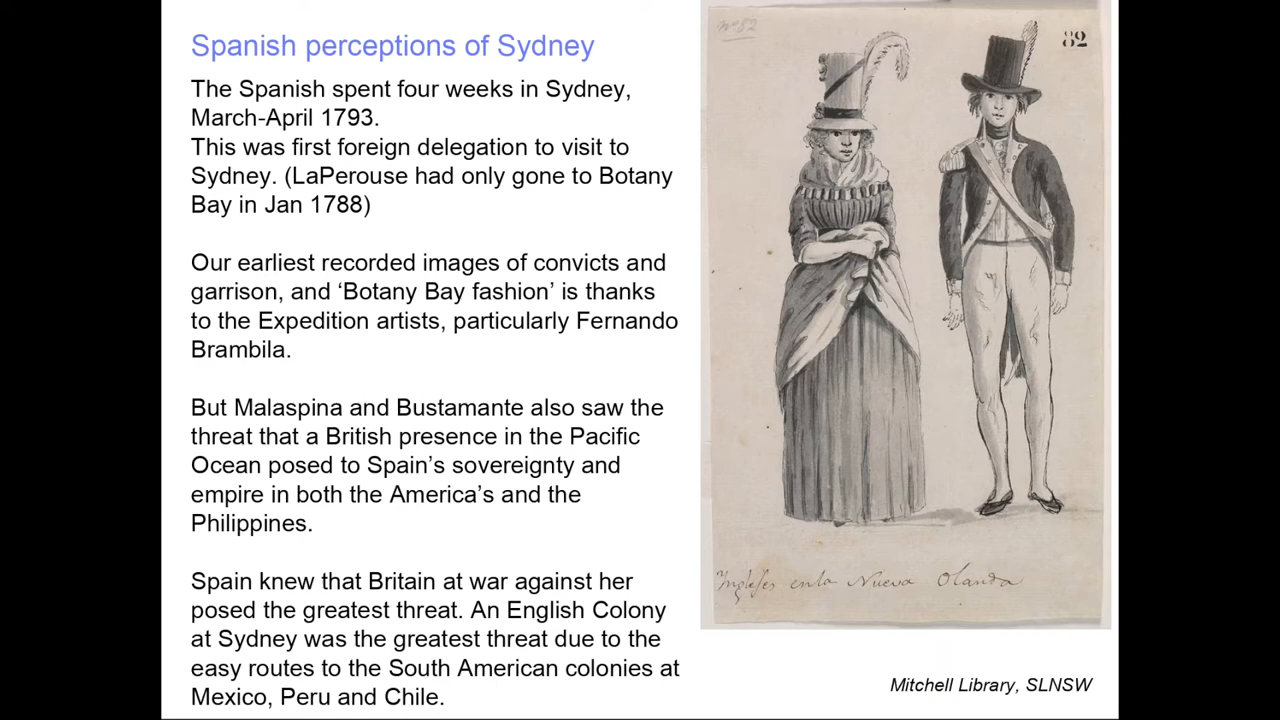 Spanish perceptions of Sydney
The Spanish spent four weeks in Sydney,
March-April 1793.
This was first foreign delegation to visit to
Sydney. (LaPerouse had only gone to Botany
Bay in Jan 1788)
Our earliest recorded images of convicts and
garrison, and ‘Botany Bay fashion’ is thanks
to the Expedition artists, particularly Fernando
Brambila.
But Malaspina and Bustamante also saw the
threat that a British presence in the Pacific
Ocean posed to Spain’s sovereignty and
empire in both the America’s and the
Philippines.
Spain knew that Britain at war against her
posed the greatest threat. An English Colony
at Sydney was the greatest threat due to the
easy routes to the South American colonies at
Mexico, Peru and Chile.
Nº 82
82
Ingleses en la Nueva Olanda
Mitchell Library, SLNSW